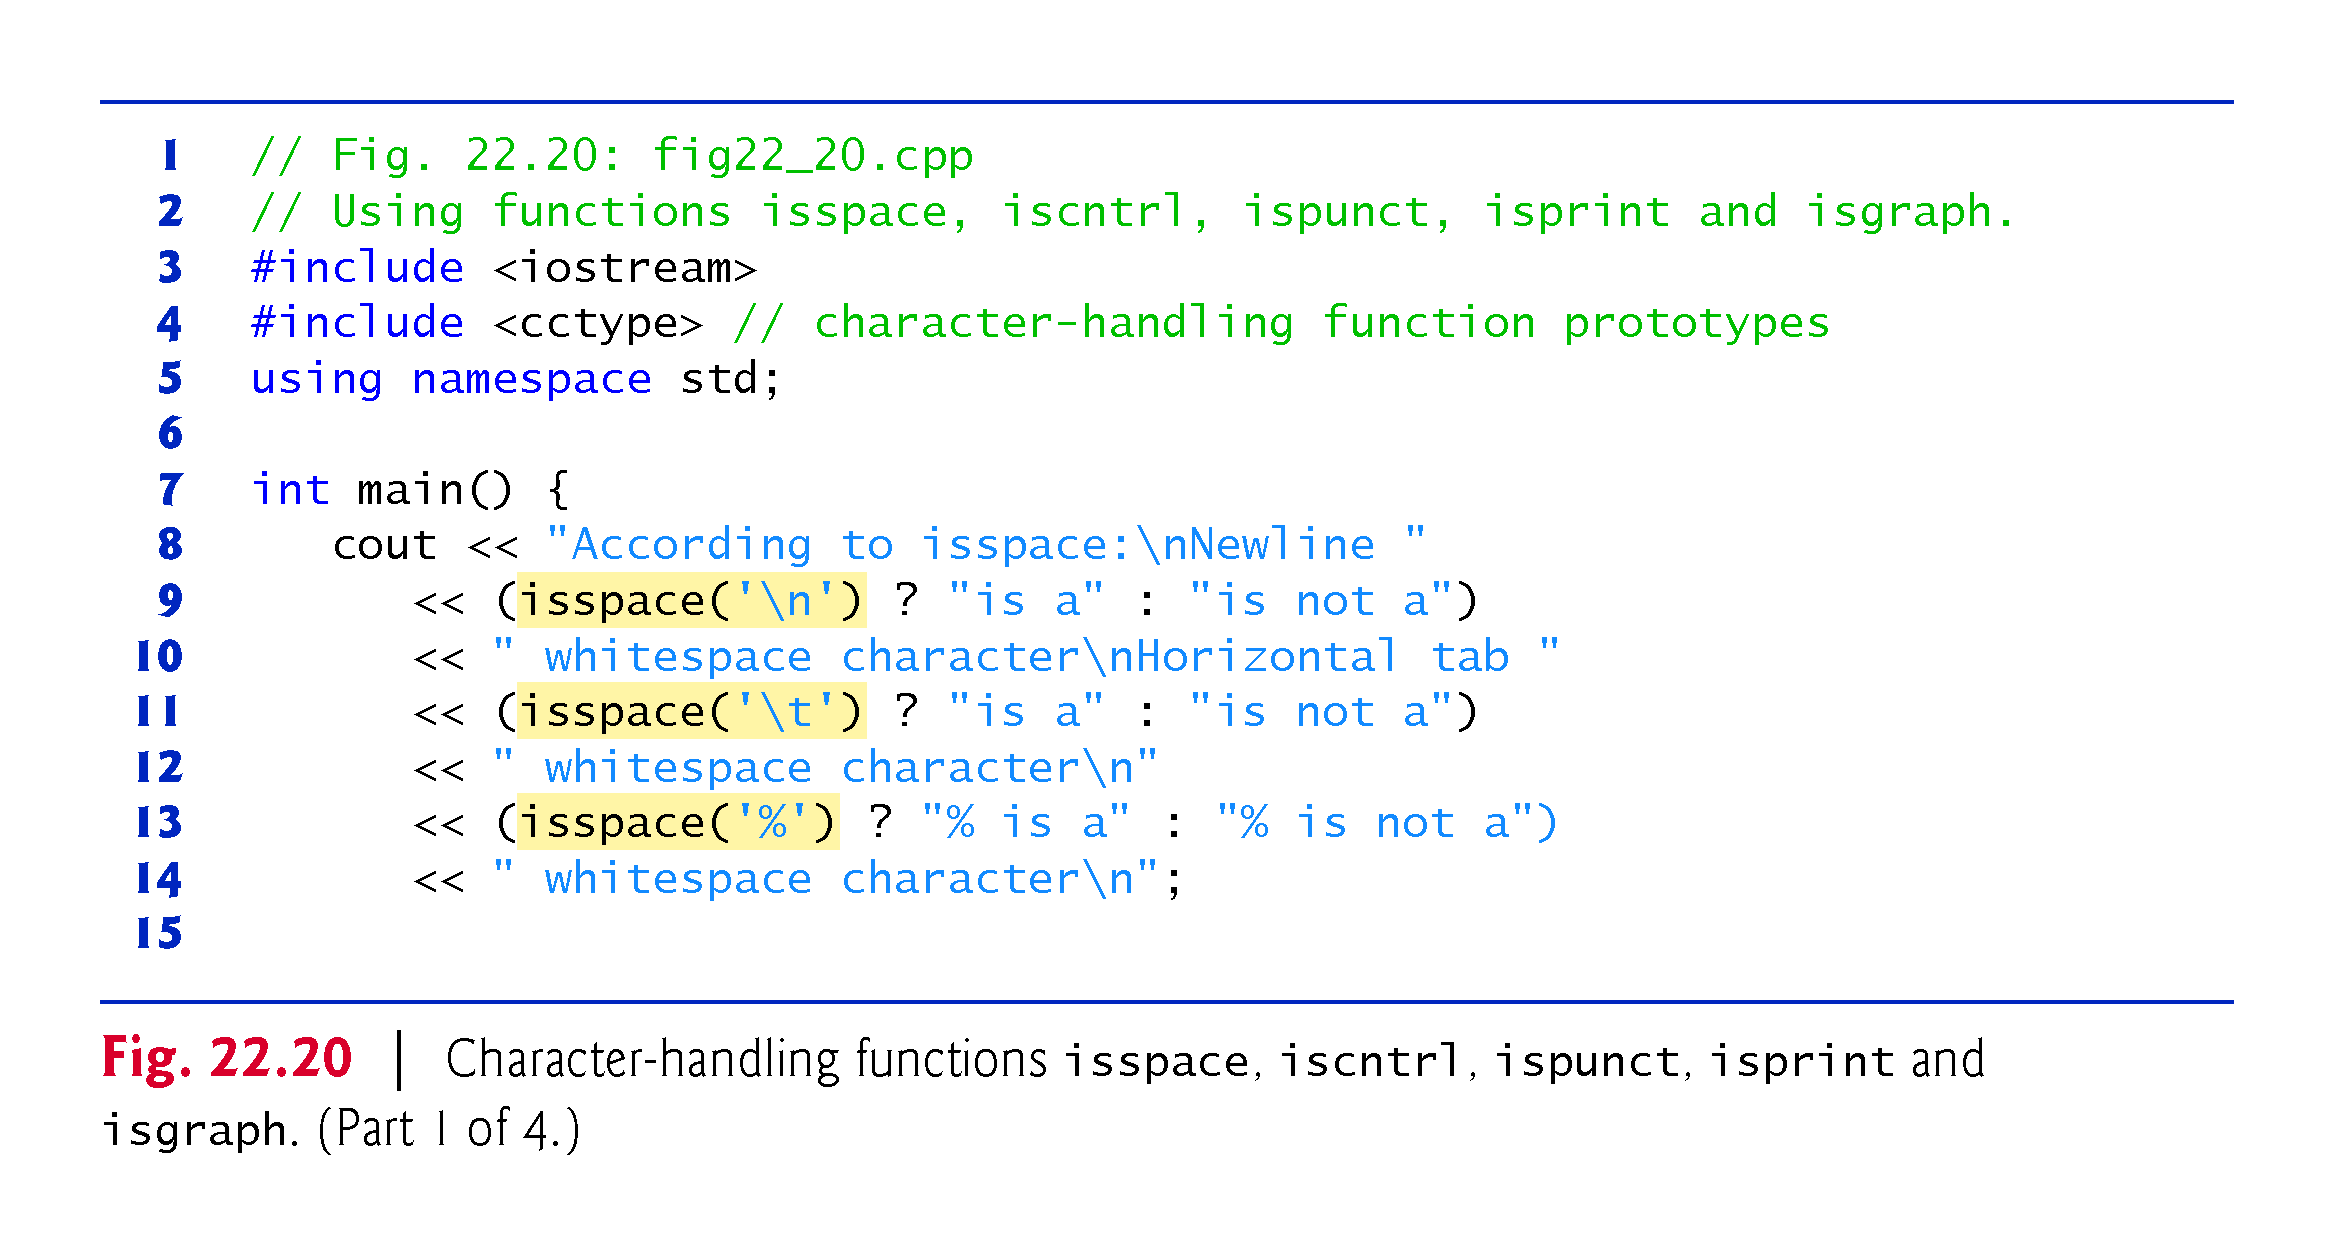 1 // Fig. 22.20: fig22_20.cpp
2 // Using functions isspace, iscntrl, ispunct, isprint and isgraph.
3 #include <iostream>
4 #include <cctype> // character-handling function prototypes
5 using namespace std;
6
7 int main() {
8    cout << "According to isspace:\nNewline "
9       << (isspace('\n') ? "is a" : "is not a")
10       << " whitespace character\nHorizontal tab "
11       << (isspace('\t') ? "is a" : "is not a")
12       << " whitespace character\n"
13       << (isspace('%') ? "% is a" : "% is not a")
14       << " whitespace character\n";
15
Fig. 22.20 | Character-handling functions isspace, iscntrl, ispunct, isprint and
isgraph. (Part 1 of 4.)